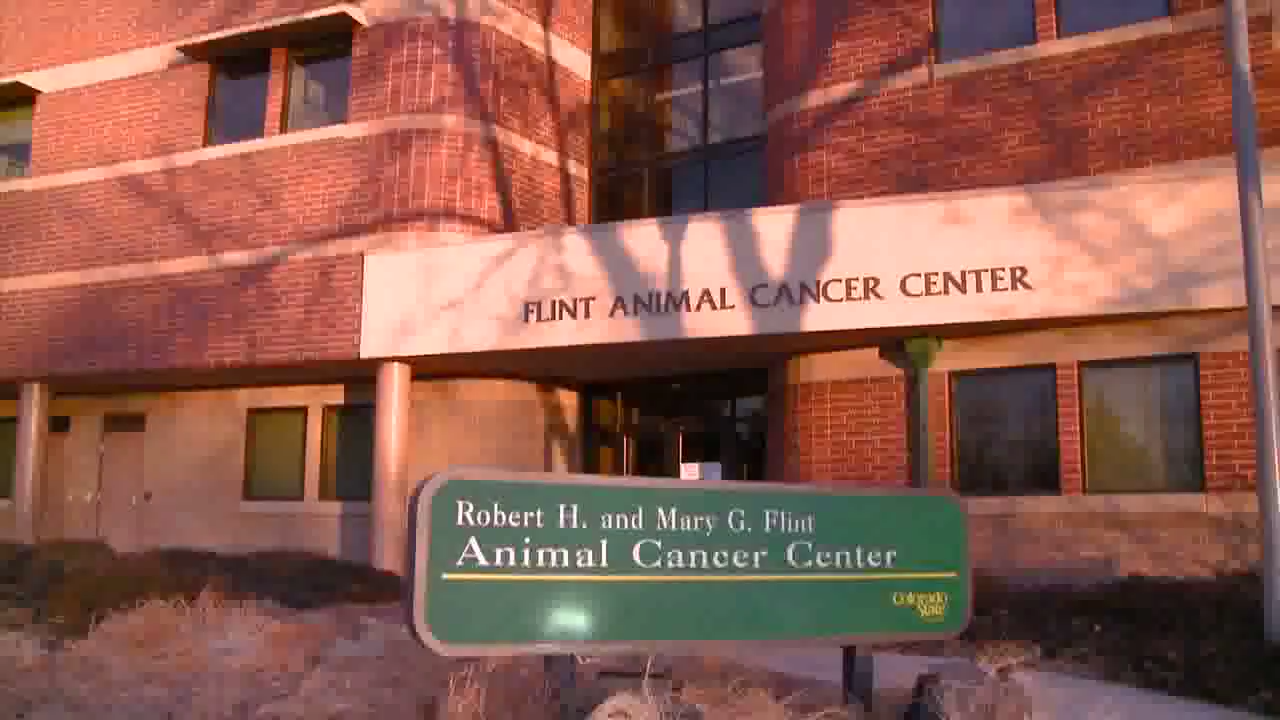 FLINT ANIMAL CANCER CENTER
Robert H. and Mary G. Flint
Animal Cancer Center
Colorado
State